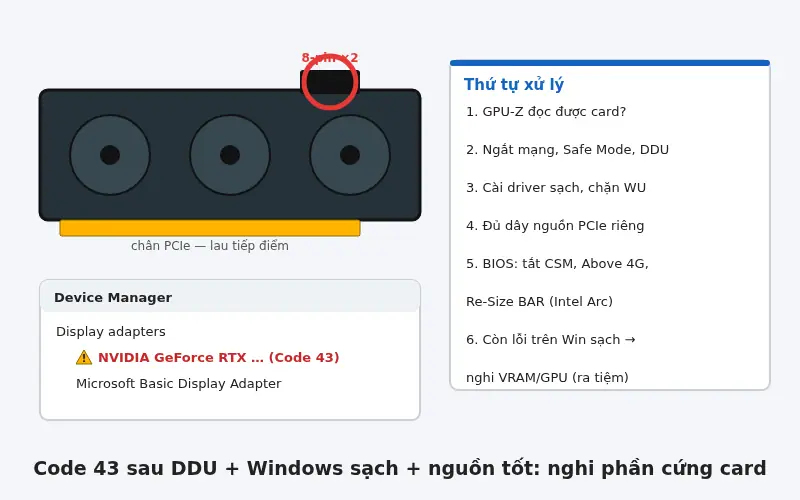 8-pin ×2
chân PCIe — lau tiếp điểm
Device Manager
Display adapters
NVIDIA GeForce RTX … (Code 43)
Microsoft Basic Display Adapter
Thứ tự xử lý
1. GPU-Z đọc được card?
2. Ngắt mạng, Safe Mode, DDU
3. Cài driver sạch, chặn WU
4. Đủ dây nguồn PCIe riêng
5. BIOS: tắt CSM, Above 4G,
Re-Size BAR (Intel Arc)
6. Còn lỗi trên Win sạch →
nghi VRAM/GPU (ra tiệm)
Code 43 sau DDU + Windows sạch + nguồn tốt: nghi phần cứng card